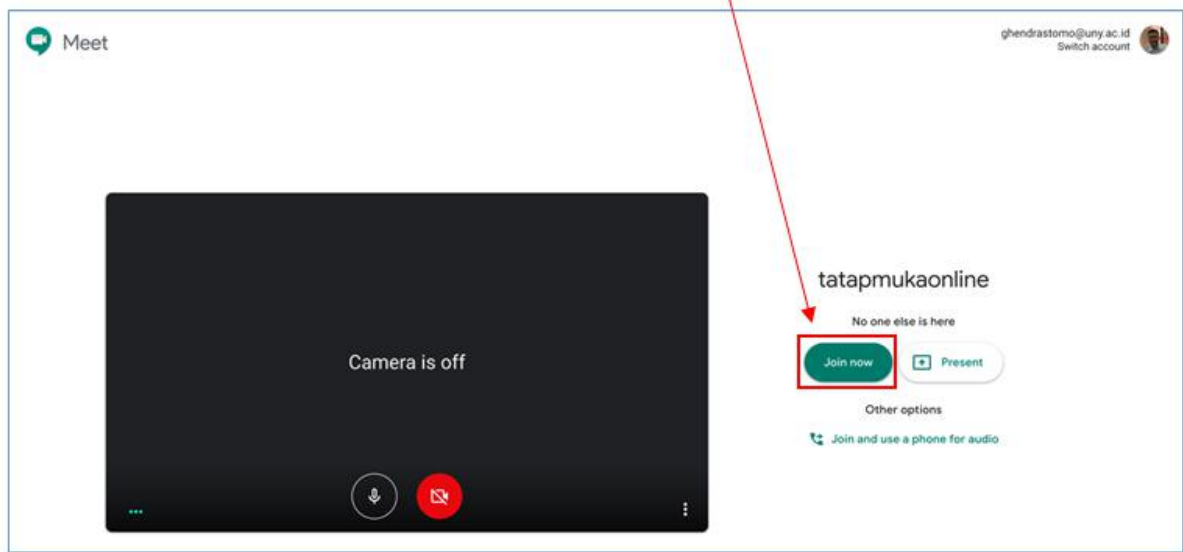 Meet
ghendrastomo@uny.ac.id
Switch account
Camera is off
tatapmukaonline
No one else is here
Join now
Present
Other options
Join and use a phone for audio